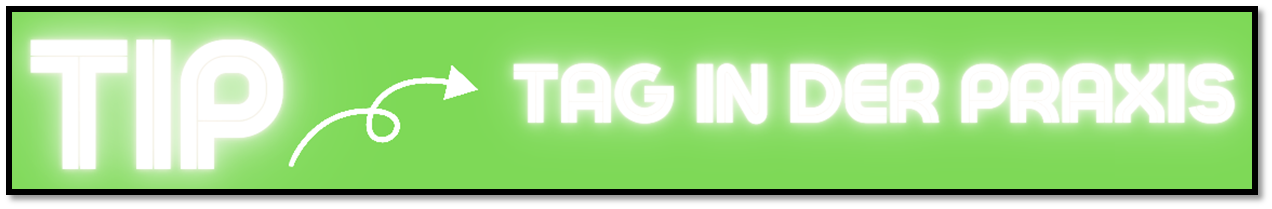 TIP TAG IN DER PRAXIS